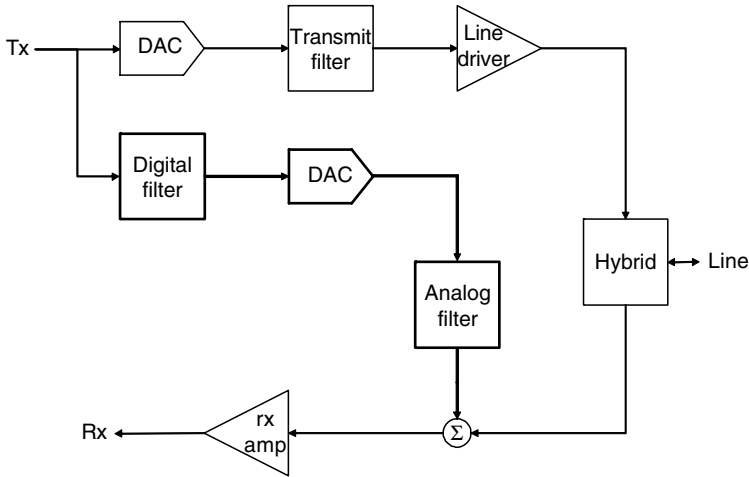 Tx
DAC
Transmit
filter
Line
driver
Digital
filter
DAC
Hybrid
Line
Analog
filter
Rx
rx
amp
Σ